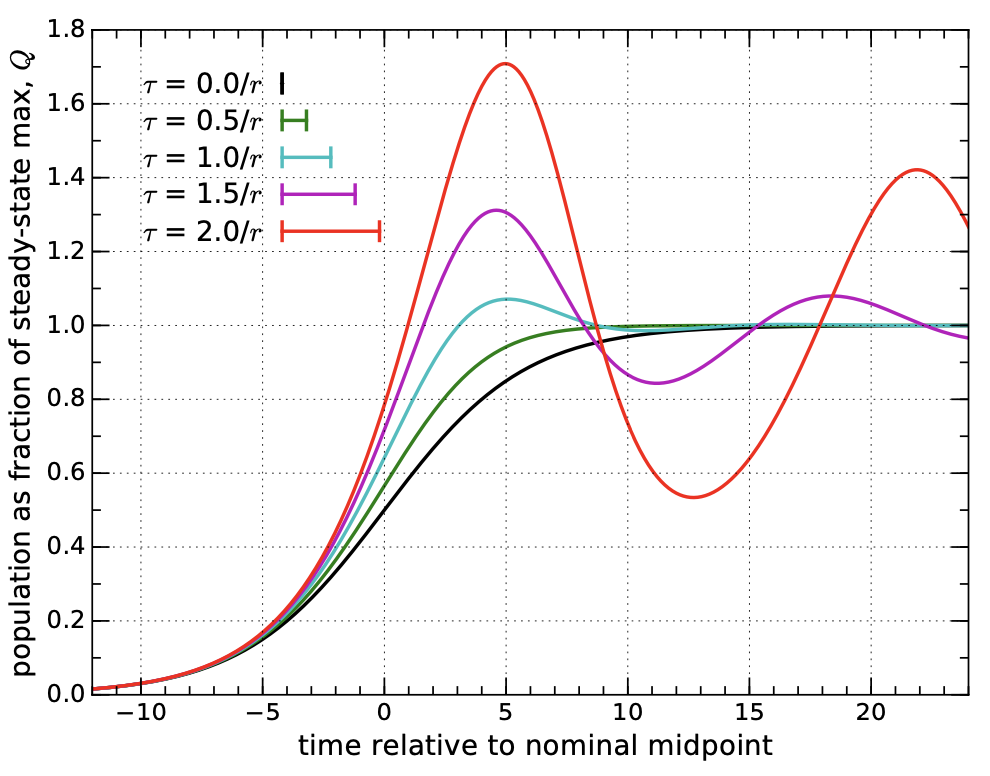 population as fraction of steady-state max, Q
1.8
1.6
1.4
1.2
1.0
0.8
0.6
0.4
0.2
0.0
τ = 0.0/r
τ = 0.5/r
τ = 1.0/r
τ = 1.5/r
τ = 2.0/r
−10 −5 0 5 10 15 20
time relative to nominal midpoint